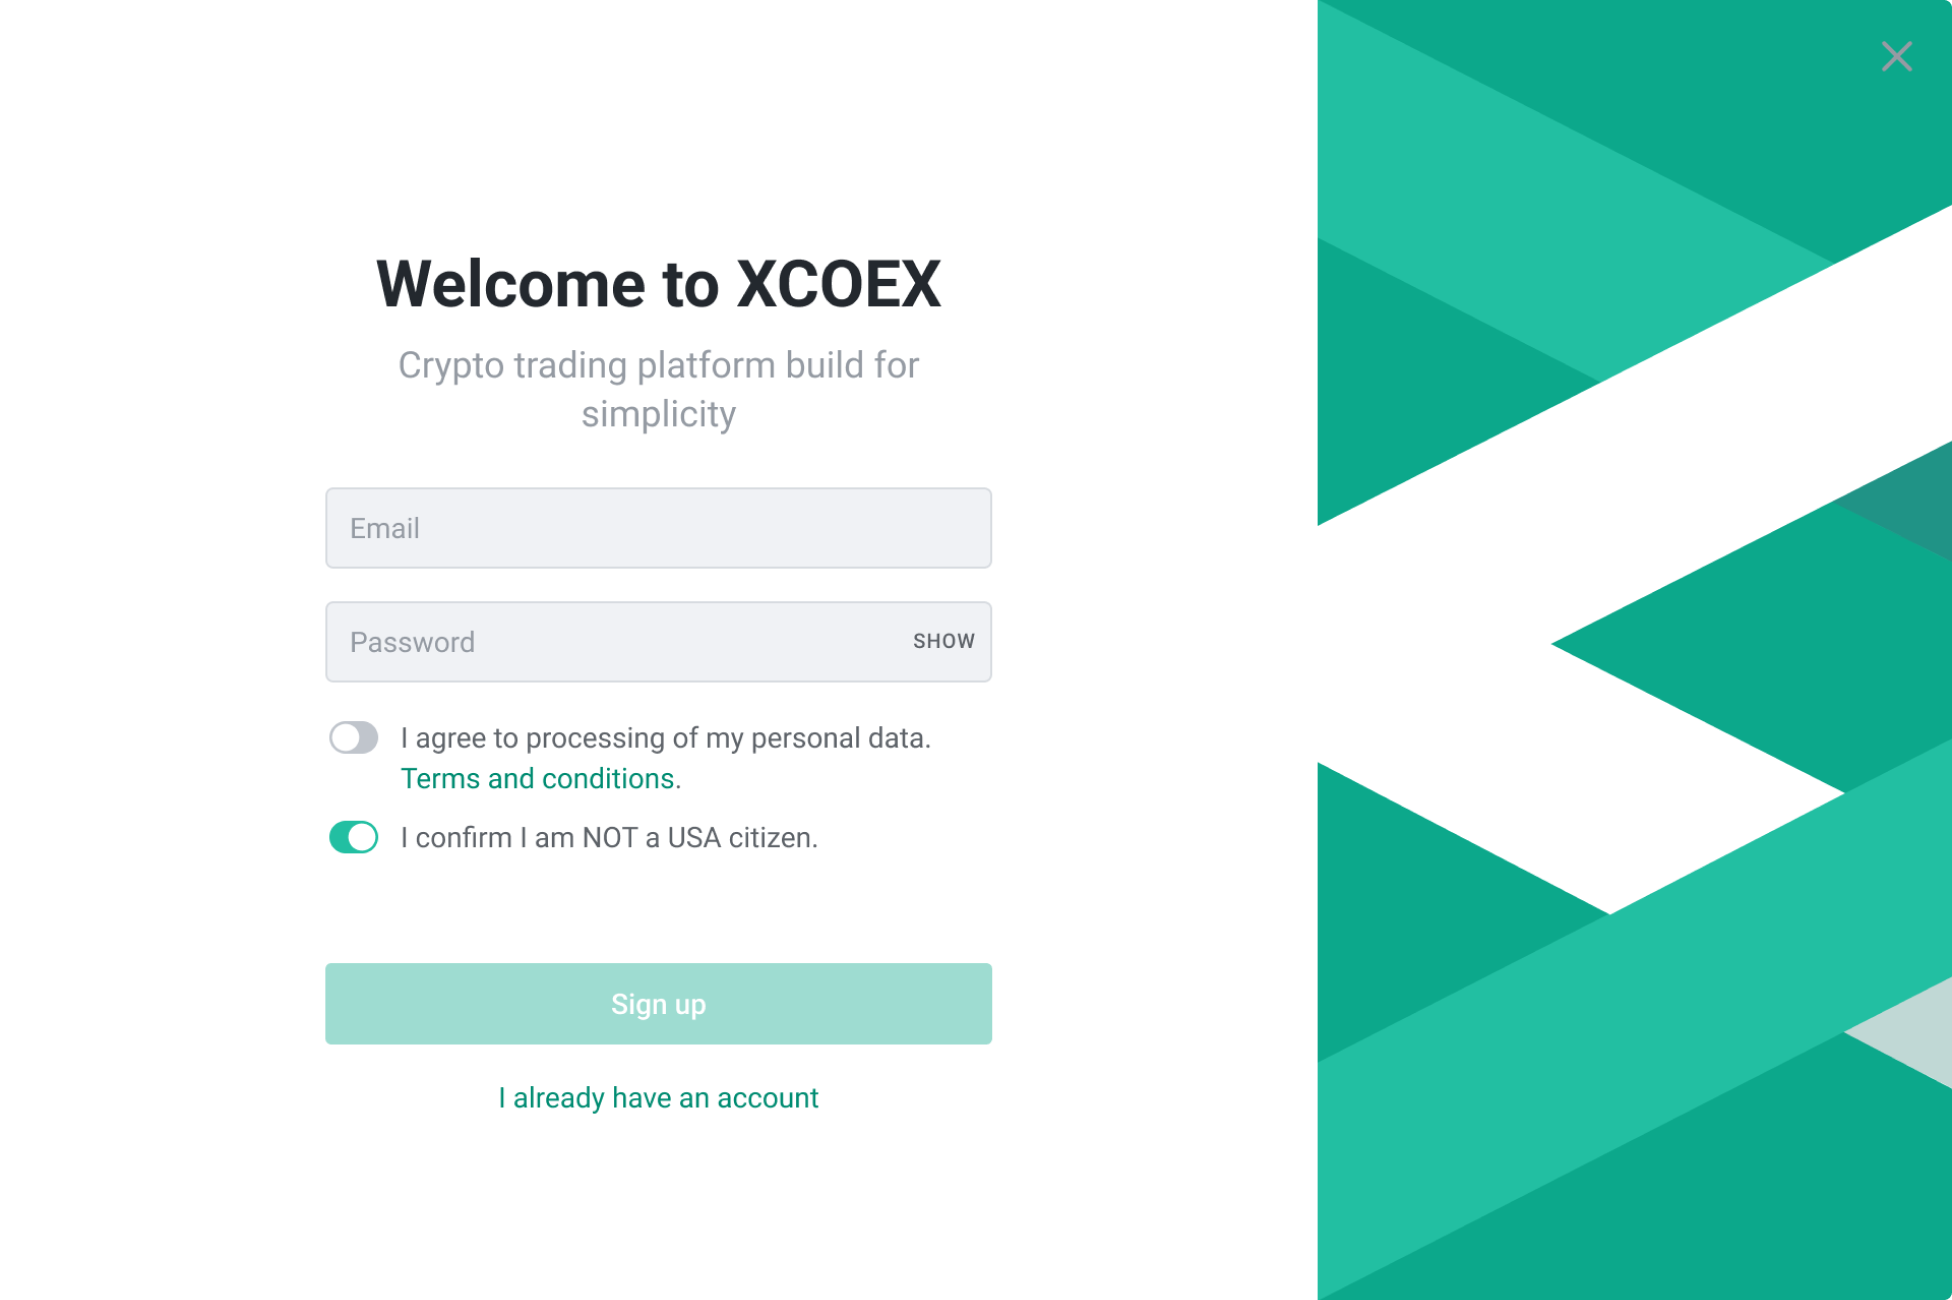 Welcome to XCOEX
Crypto trading platform build for
simplicity
Email
Password
SHOW
I agree to processing of my personal data.
Terms and conditions.
I confirm I am NOT a USA citizen.
Sign up
I already have an account